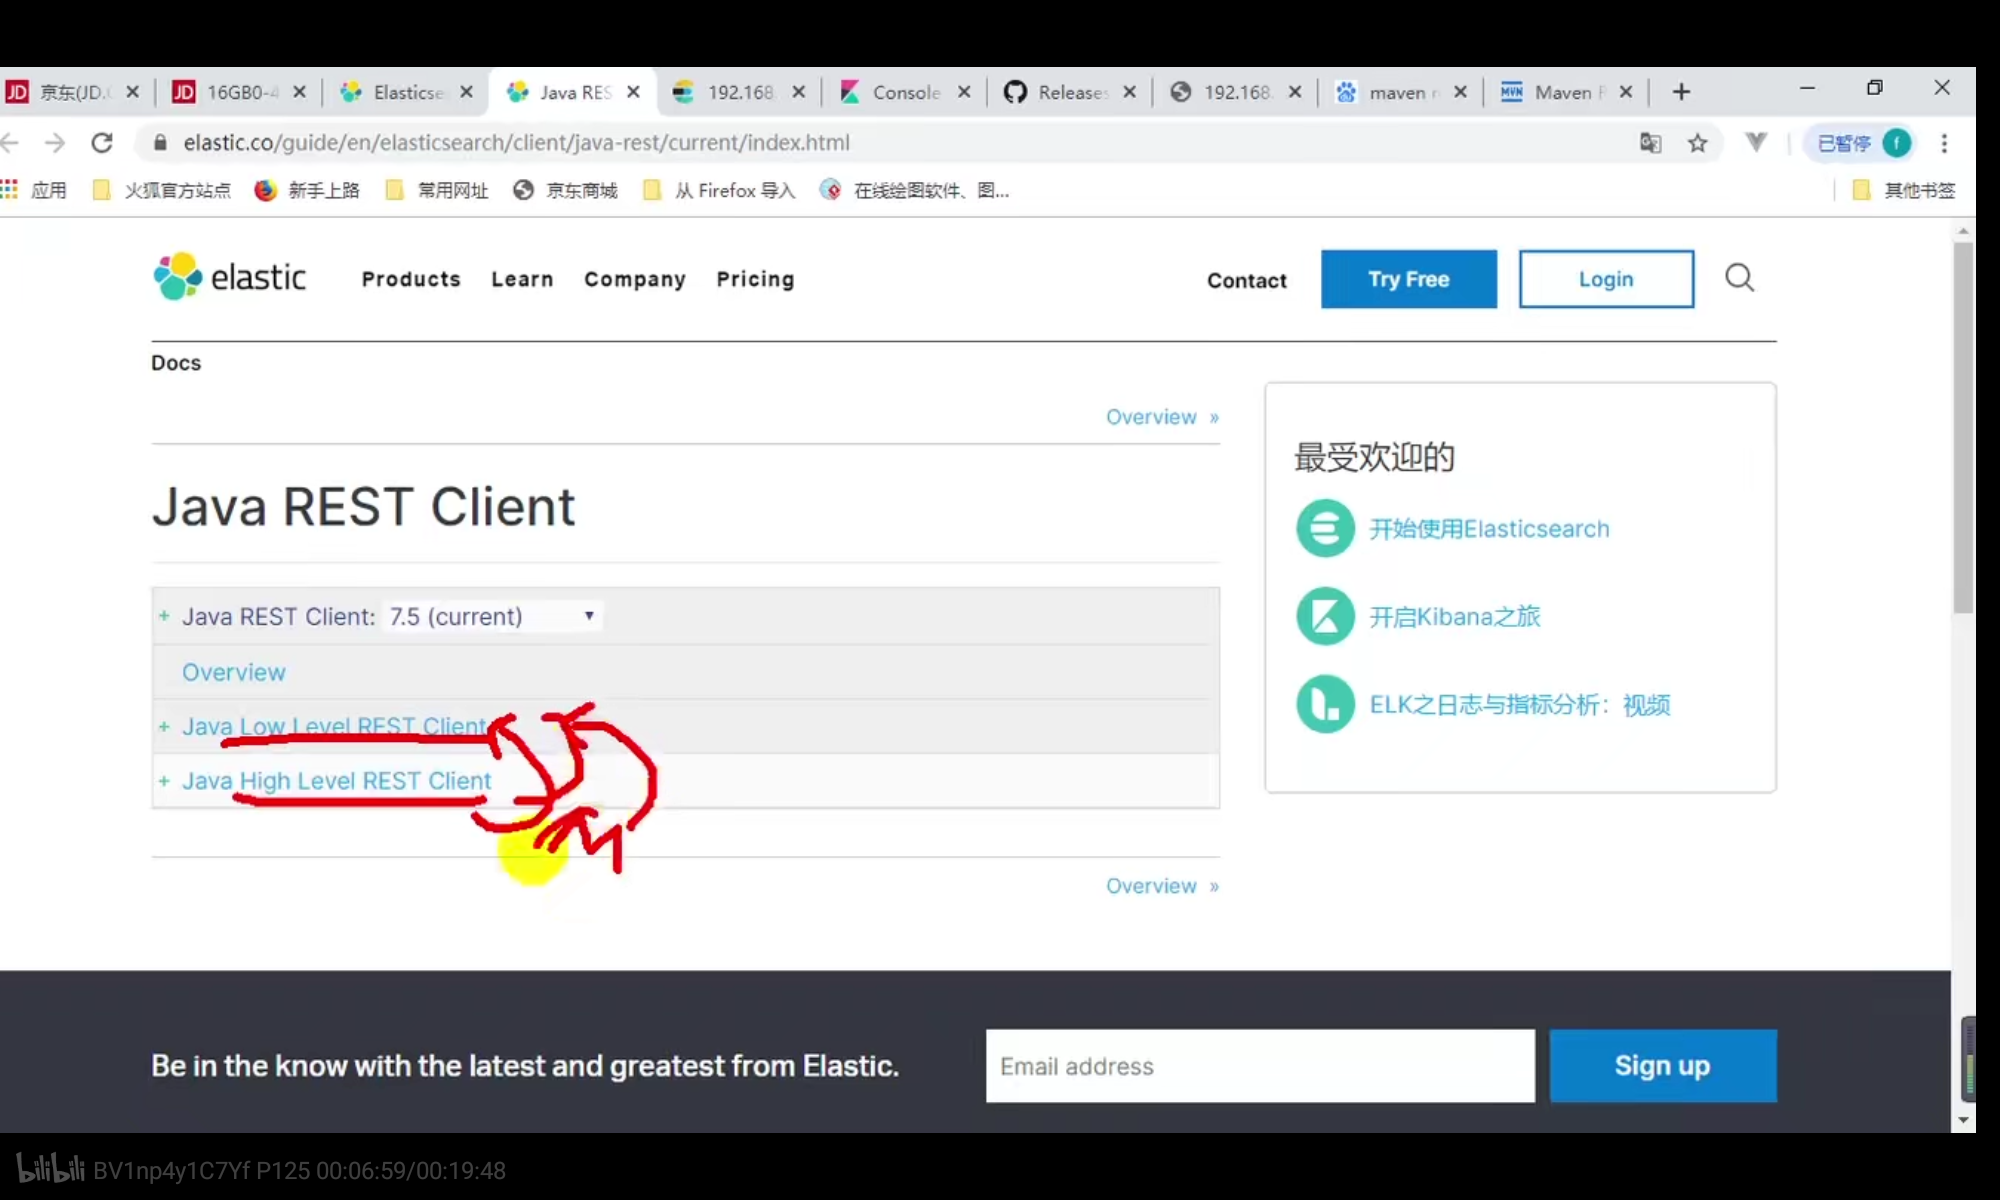 JD 京东(JD. JD 16GB0-4 Elasticse Java RES 192.168. Console Releases 192.168. maven MVN Maven
elastic.co/guide/en/elasticsearch/client/java-rest/current/index.html 已暂停 f
应用 火狐官方站点 新手上路 常用网址 京东商城 从 Firefox 导入 在线绘图软件、图... 其他书签
elastic Products Learn Company Pricing Contact Try Free Login
Docs
Overview »
Java REST Client
+ Java REST Client: 7.5 (current)
Overview
+ Java Low Level REST Client
+ Java High Level REST Client
Overview »
最受欢迎的
开始使用Elasticsearch
开启Kibana之旅
ELK之日志与指标分析：视频
Be in the know with the latest and greatest from Elastic. Email address Sign up
bilibili BV1np4y1C7Yf P125 00:06:59/00:19:48